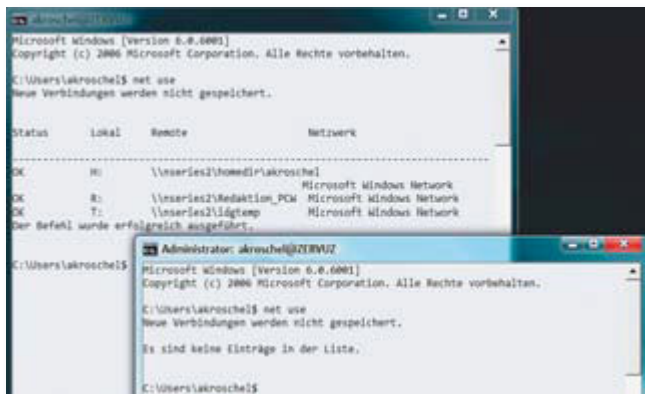 akroschel@IZERVU2
Microsoft Windows [Version 6.0.6001]
Copyright (c) 2006 Microsoft Corporation. Alle Rechte vorbehalten.
C:\Users\akroschel$ net use
Neue Verbindungen werden nicht gespeichert.
Status Lokal Remote Netzwerk
-------------------------------------------------------------------------------
OK H: \\nseries2\homedir\akroschel
Microsoft Windows Network
OK R: \\nseries2\Redaktion_PCW Microsoft Windows Network
OK T: \\nseries2\idgtemp Microsoft Windows Network
Der Befehl wurde erfolgreich ausgeführt.
C:\Users\akroschel$
Administrator: akroschel@IZERVU2
Microsoft Windows [Version 6.0.6001]
Copyright (c) 2006 Microsoft Corporation. Alle Rechte vorbehalten.
C:\Users\akroschel$ net use
Neue Verbindungen werden nicht gespeichert.
Es sind keine Einträge in der Liste.
C:\Users\akroschel$